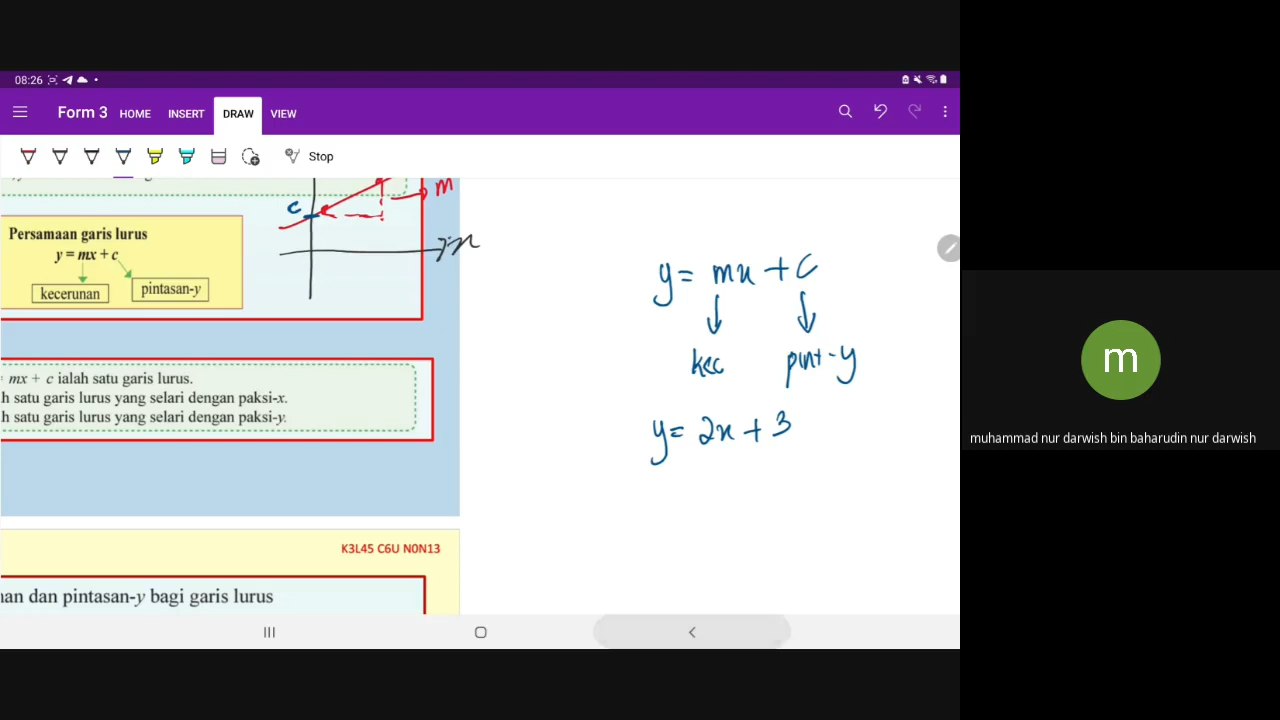 08:26
Form 3 HOME INSERT DRAW VIEW
Stop
m
c
x
Persamaan garis lurus
y = mx + c
kecerunan
pintasan-y
y = mx + c
kec pint-y
y = 2x + 3
mx + c ialah satu garis lurus.
h satu garis lurus yang selari dengan paksi-x.
h satu garis lurus yang selari dengan paksi-y.
K3L45 C6U N0N13
nan dan pintasan-y bagi garis lurus
m
muhammad nur darwish bin baharudin nur darwish